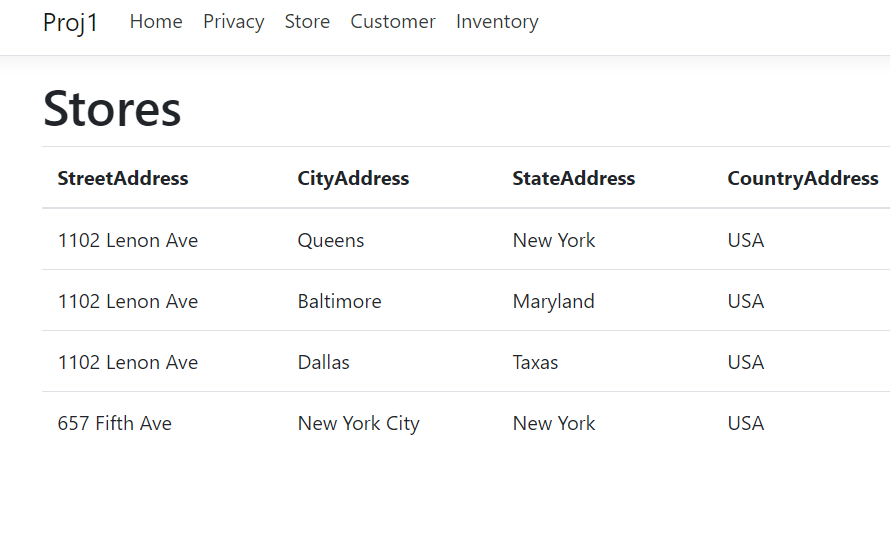 Proj1 Home Privacy Store Customer Inventory
Stores
StreetAddress CityAddress StateAddress CountryAddress
1102 Lenon Ave Queens New York USA
1102 Lenon Ave Baltimore Maryland USA
1102 Lenon Ave Dallas Taxas USA
657 Fifth Ave New York City New York USA